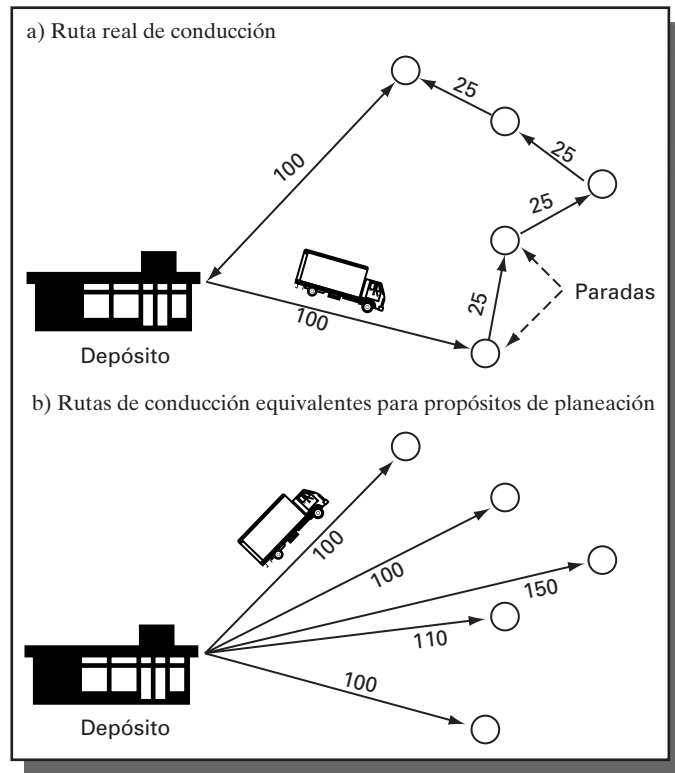 a) Ruta real de conducción
25
25
100
25
Paradas
25
100
Depósito
b) Rutas de conducción equivalentes para propósitos de planeación
100
100
150
110
100
Depósito